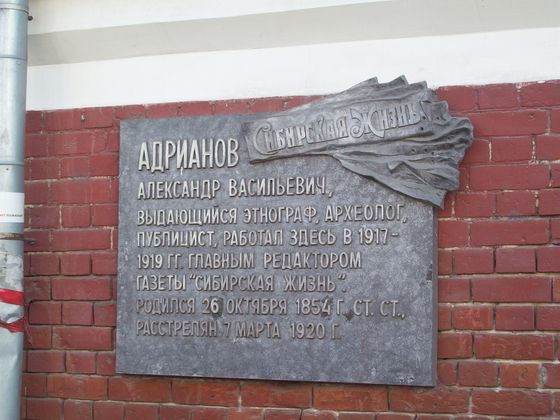 Сибирская Жизнь
АДРИАНОВ
АЛЕКСАНДР ВАСИЛЬЕВИЧ,
ВЫДАЮЩИЙСЯ ЭТНОГРАФ, АРХЕОЛОГ,
ПУБЛИЦИСТ, РАБОТАЛ ЗДЕСЬ В 1917-
1919 ГГ. ГЛАВНЫМ РЕДАКТОРОМ
ГАЗЕТЫ "СИБИРСКАЯ ЖИЗНЬ".
РОДИЛСЯ 26 ОКТЯБРЯ 1854 Г. СТ. СТ.,
РАССТРЕЛЯН 7 МАРТА 1920 Г.